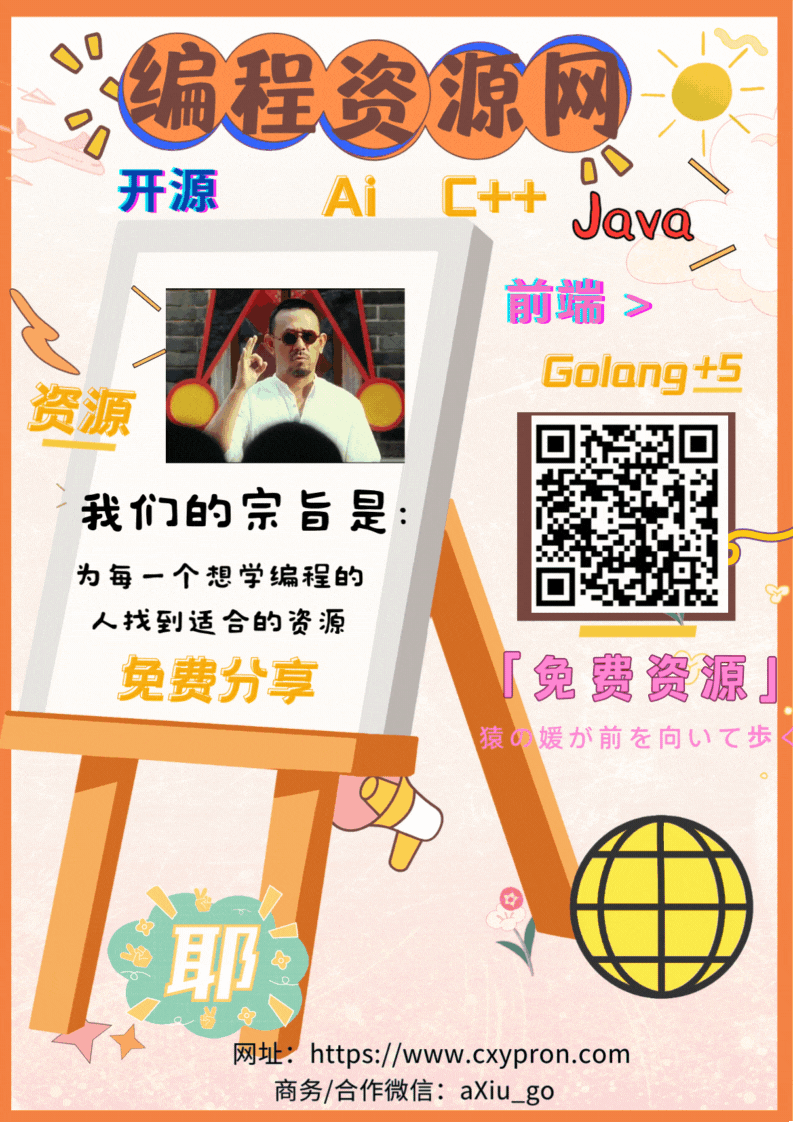 编程资源网
开源
Ai
C++
Java
前端 >
Golang+5
资源
我们的宗旨是:
为每一个想学编程的
人找到适合的资源
免费分享
「免费资源」
猿の媛が前を向いて歩く
耶
网址：https://www.cxypron.com
商务/合作微信：aXiu_go